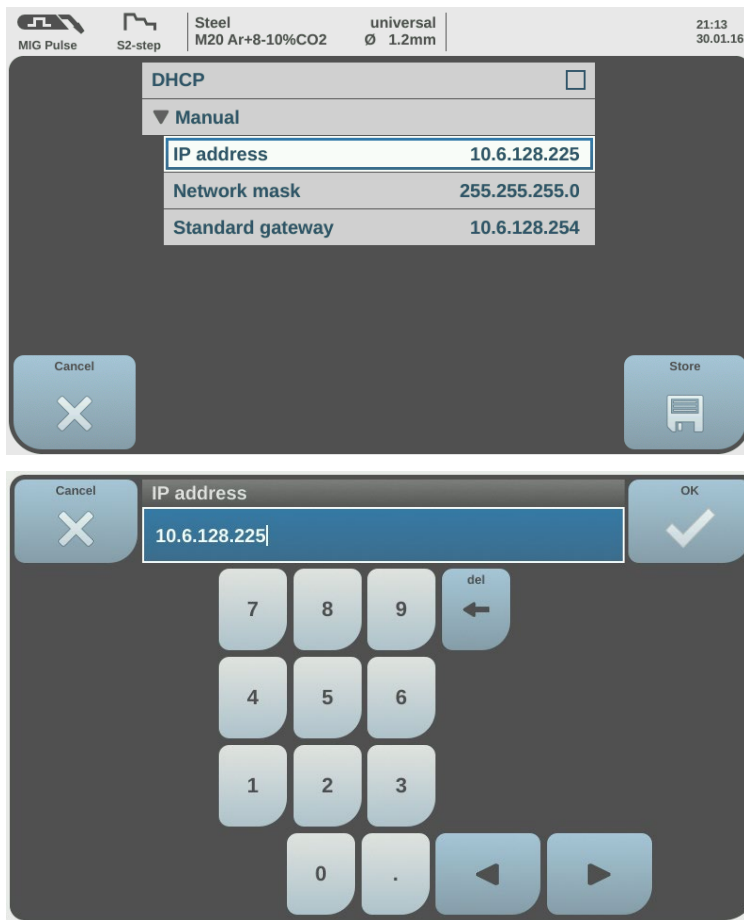 MIG Pulse
S2-step
Steel universal
M20 Ar+8-10%CO2 Ø 1.2mm
21:13
30.01.16
DHCP
Manual
IP address 10.6.128.225
Network mask 255.255.255.0
Standard gateway 10.6.128.254
Cancel
Store
Cancel
IP address
OK
10.6.128.225
del
7 8 9
4 5 6
1 2 3
0 .